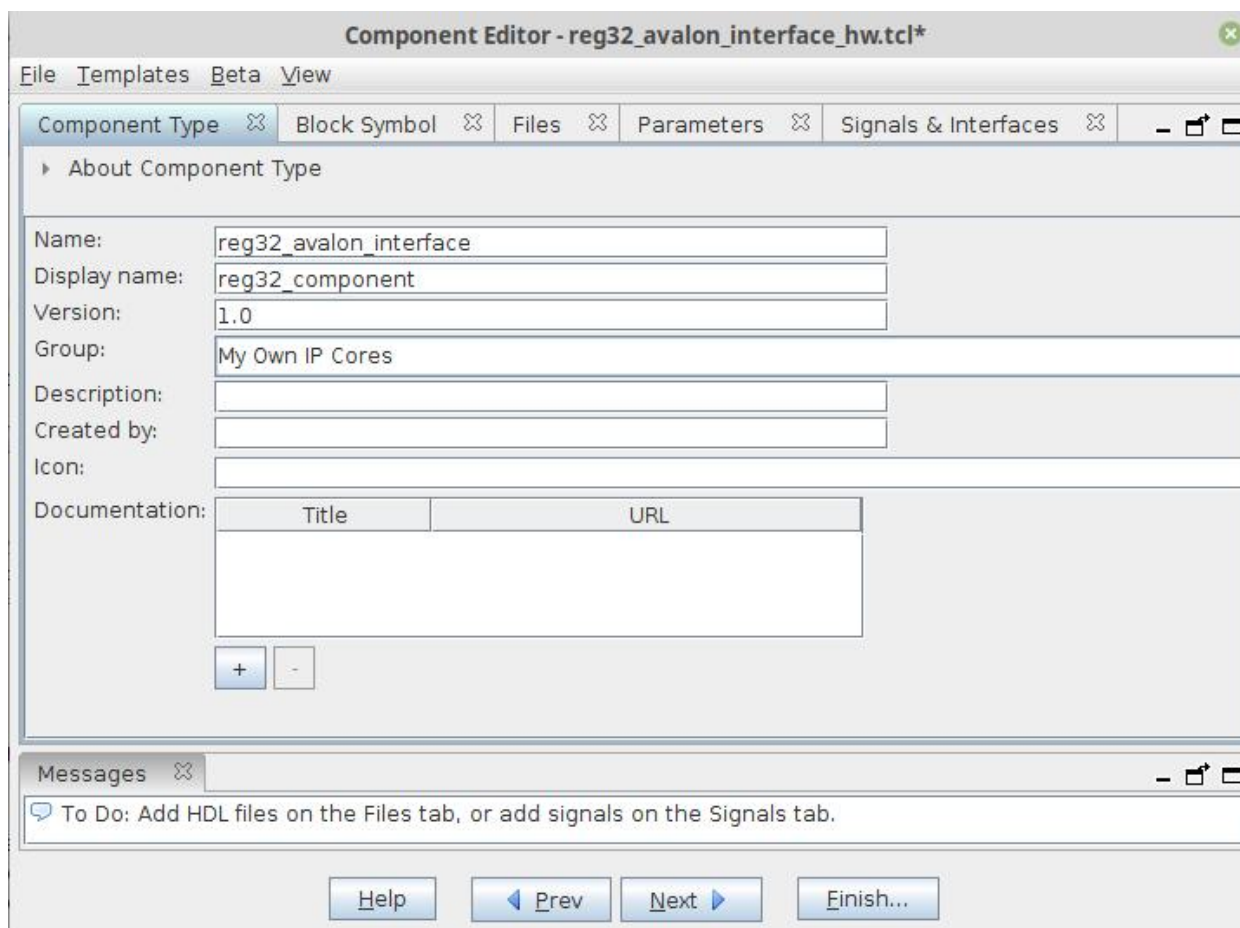 Component Editor - reg32_avalon_interface_hw.tcl*
File Templates Beta View
Component Type Block Symbol Files Parameters Signals & Interfaces
About Component Type
Name: reg32_avalon_interface
Display name: reg32_component
Version: 1.0
Group: My Own IP Cores
Description:
Created by:
Icon:
Documentation: Title URL
+ -
Messages
To Do: Add HDL files on the Files tab, or add signals on the Signals tab.
Help Prev Next Finish...